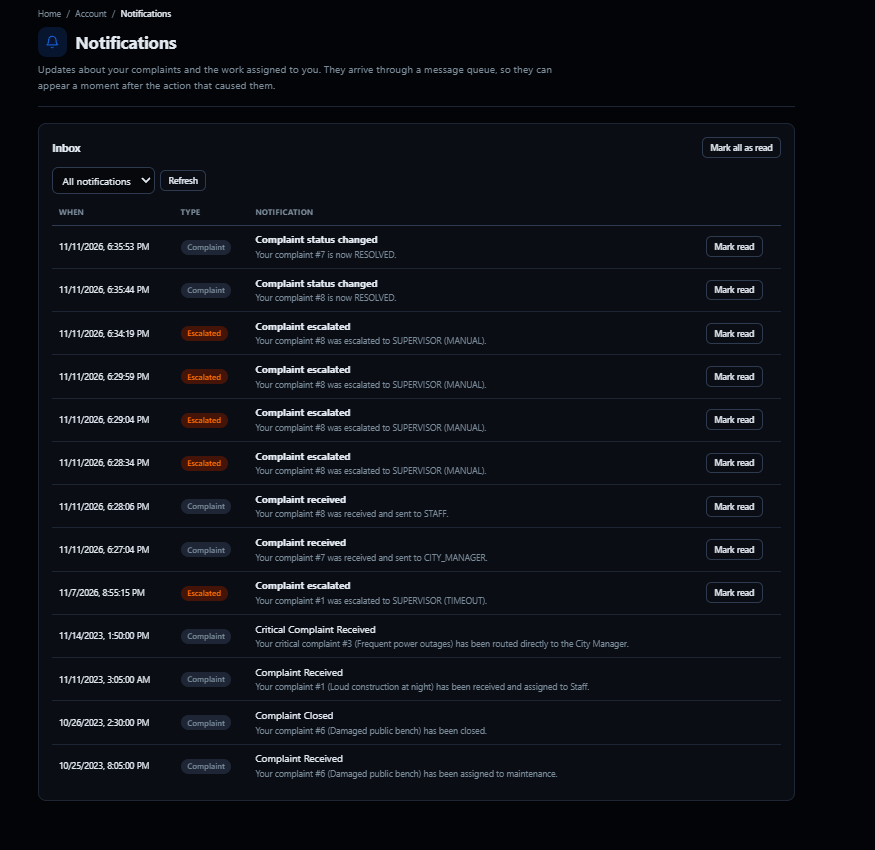 Home / Account / Notifications
Notifications
Updates about your complaints and the work assigned to you. They arrive through a message queue, so they can
appear a moment after the action that caused them.
Inbox
Mark all as read
All notifications
Refresh
WHEN TYPE NOTIFICATION
11/11/2026, 6:35:53 PM Complaint Complaint status changed Mark read
Your complaint #7 is now RESOLVED.
11/11/2026, 6:35:44 PM Complaint Complaint status changed Mark read
Your complaint #8 is now RESOLVED.
11/11/2026, 6:34:19 PM Escalated Complaint escalated Mark read
Your complaint #8 was escalated to SUPERVISOR (MANUAL).
11/11/2026, 6:29:59 PM Escalated Complaint escalated Mark read
Your complaint #8 was escalated to SUPERVISOR (MANUAL).
11/11/2026, 6:29:04 PM Escalated Complaint escalated Mark read
Your complaint #8 was escalated to SUPERVISOR (MANUAL).
11/11/2026, 6:28:34 PM Escalated Complaint escalated Mark read
Your complaint #8 was escalated to SUPERVISOR (MANUAL).
11/11/2026, 6:28:06 PM Complaint Complaint received Mark read
Your complaint #8 was received and sent to STAFF.
11/11/2026, 6:27:04 PM Complaint Complaint received Mark read
Your complaint #7 was received and sent to CITY_MANAGER.
11/7/2026, 8:55:15 PM Escalated Complaint escalated Mark read
Your complaint #1 was escalated to SUPERVISOR (TIMEOUT).
11/14/2023, 1:50:00 PM Complaint Critical Complaint Received
Your critical complaint #3 (Frequent power outages) has been routed directly to the City Manager.
11/11/2023, 3:05:00 AM Complaint Complaint Received
Your complaint #1 (Loud construction at night) has been received and assigned to Staff.
10/26/2023, 2:30:00 PM Complaint Complaint Closed
Your complaint #6 (Damaged public bench) has been closed.
10/25/2023, 8:05:00 PM Complaint Complaint Received
Your complaint #6 (Damaged public bench) has been assigned to maintenance.